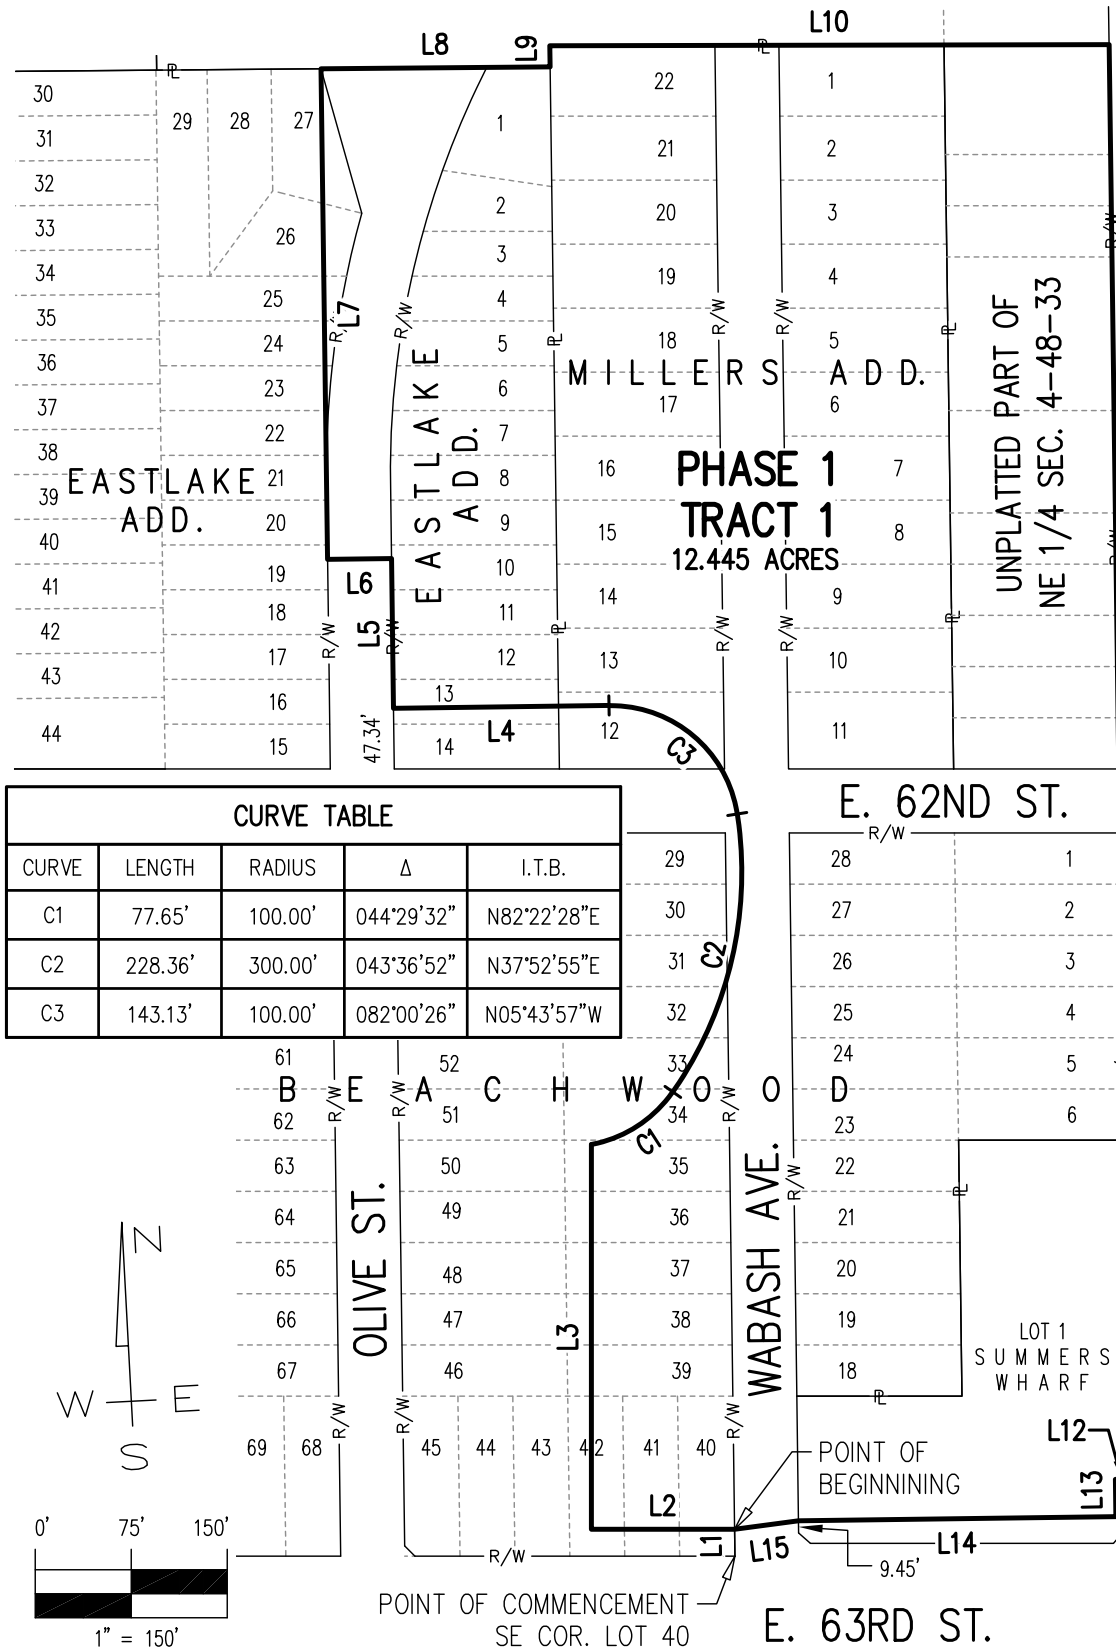 L8
L9
L10
PL
PL
30
31
32
33
34
35
36
37
38
39
40
41
42
43
44
29
28
27
26
25
24
23
22
21
20
19
18
17
16
15
EASTLAKE
ADD.
L7
R/W
R/W
1
2
3
4
5
6
7
8
9
10
11
12
13
14
EASTLAKE
ADD.
L6
L5
R/W
R/W
47.34'
L4
PL
PL
22
21
20
19
18
17
16
15
14
13
12
MILLERS ADD.
PHASE 1
TRACT 1
12.445 ACRES
R/W
R/W
R/W
R/W
1
2
3
4
5
6
7
8
9
10
11
PL
PL
UNPLATTED PART OF
NE 1/4 SEC. 4-48-33
R/W
R/W
C3
E. 62ND ST.
R/W
CURVE TABLE
CURVE LENGTH RADIUS Δ I.T.B.
C1 77.65' 100.00' 044°29'32" N82°22'28"E
C2 228.36' 300.00' 043°36'52" N37°52'55"E
C3 143.13' 100.00' 082°00'26" N05°43'57"W
29
30
31
32
33
34
35
36
37
38
39
C2
C1
28
27
26
25
24
23
22
21
20
19
18
1
2
3
4
5
6
BEACHWOOD
61
62
63
64
65
66
67
52
51
50
49
48
47
46
R/W
R/W
R/W
R/W
PL
OLIVE ST.
L3
WABASH AVE.
LOT 1
SUMMERS
WHARF
PL
N
W E
S
R/W
R/W
R/W
69
68
45
44
43
42
41
40
L12
L13
POINT OF
BEGINNINING
L2
L1
L15
L14
9.45'
R/W
0' 75' 150'
1" = 150'
POINT OF COMMENCEMENT
SE COR. LOT 40
E. 63RD ST.